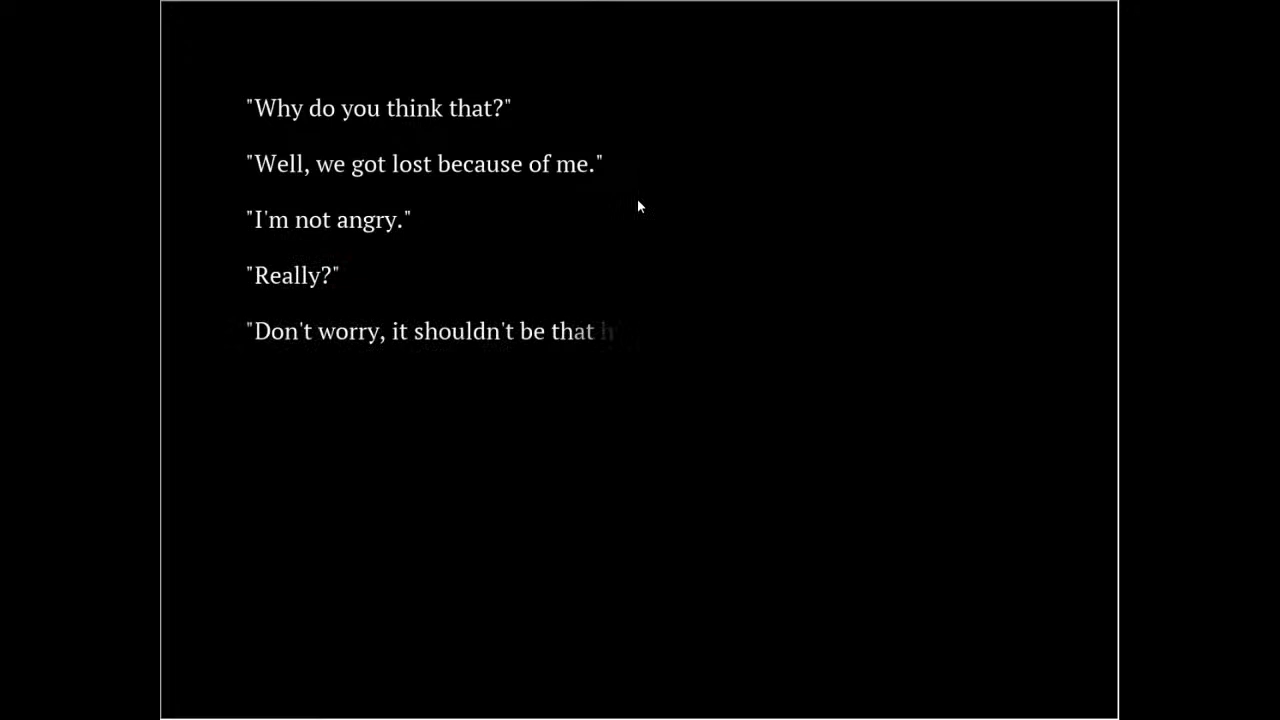 "Why do you think that?"
"Well, we got lost because of me."
"I'm not angry."
"Really?"
"Don't worry, it shouldn't be that